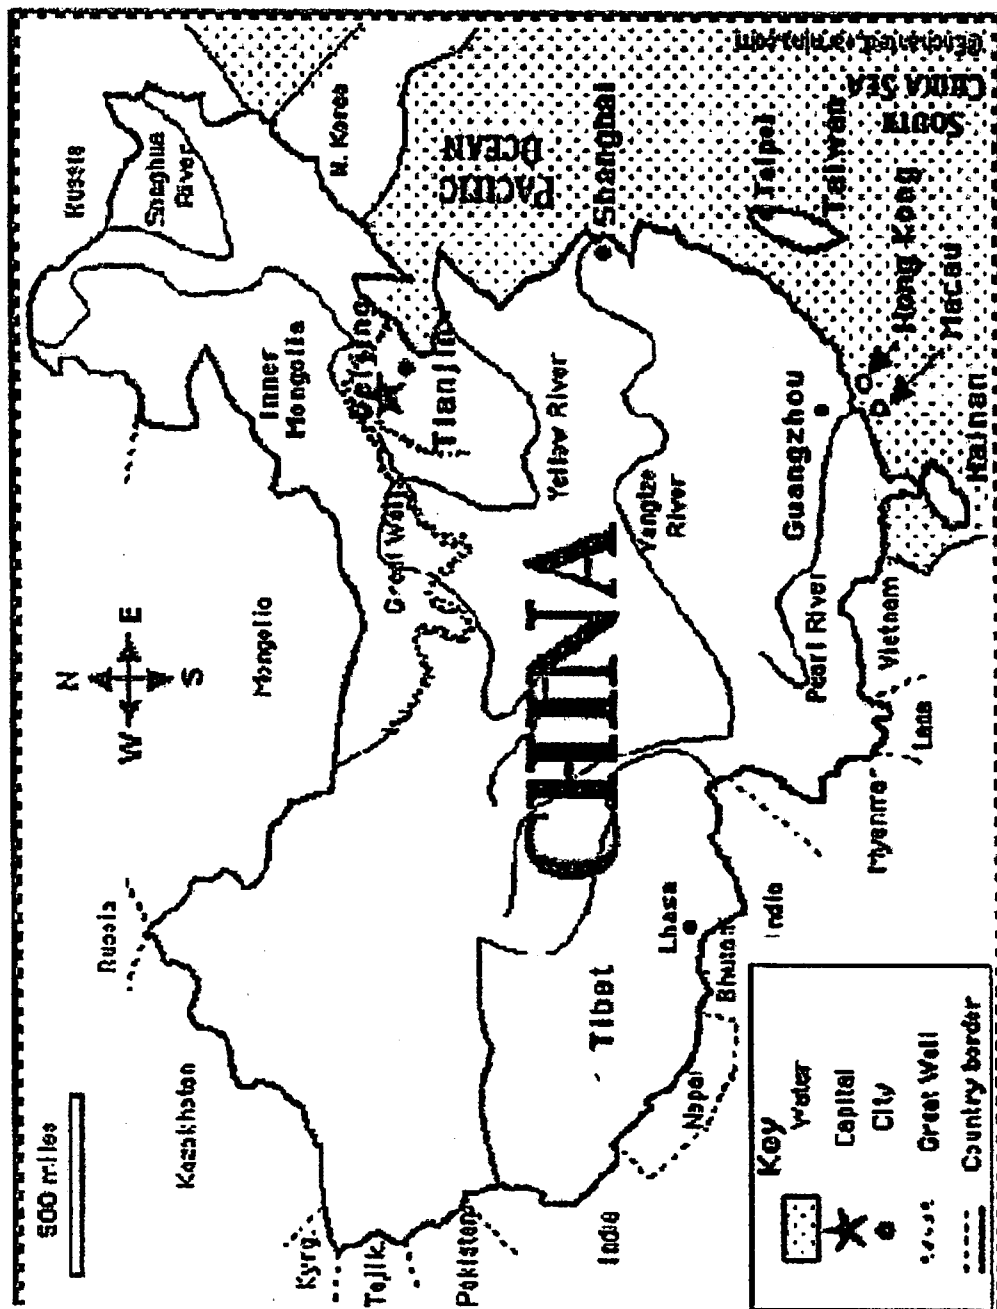 500 miles
N
W E
S
Russia
Russia
Songhua
River
Kazakhstan
Mongolia
Inner
Mongolia
N. Korea
Kyrg.
Tajik.
Pakistan
Great Wall
Beijing
Tianjin
PACIFIC
OCEAN
CHINA
Yellow River
Shanghai
Tibet
India
Yangtze
River
Lhasa
Nepal
Bhutan
India
Taipei
Taiwan
Guangzhou
Pearl River
Hong Kong
Macau
Vietnam
Myanmar
Laos
Hainan
SOUTH
CHINA SEA
Key
Water
Capital
City
Great Wall
Country border
@EnchantedLearning.com